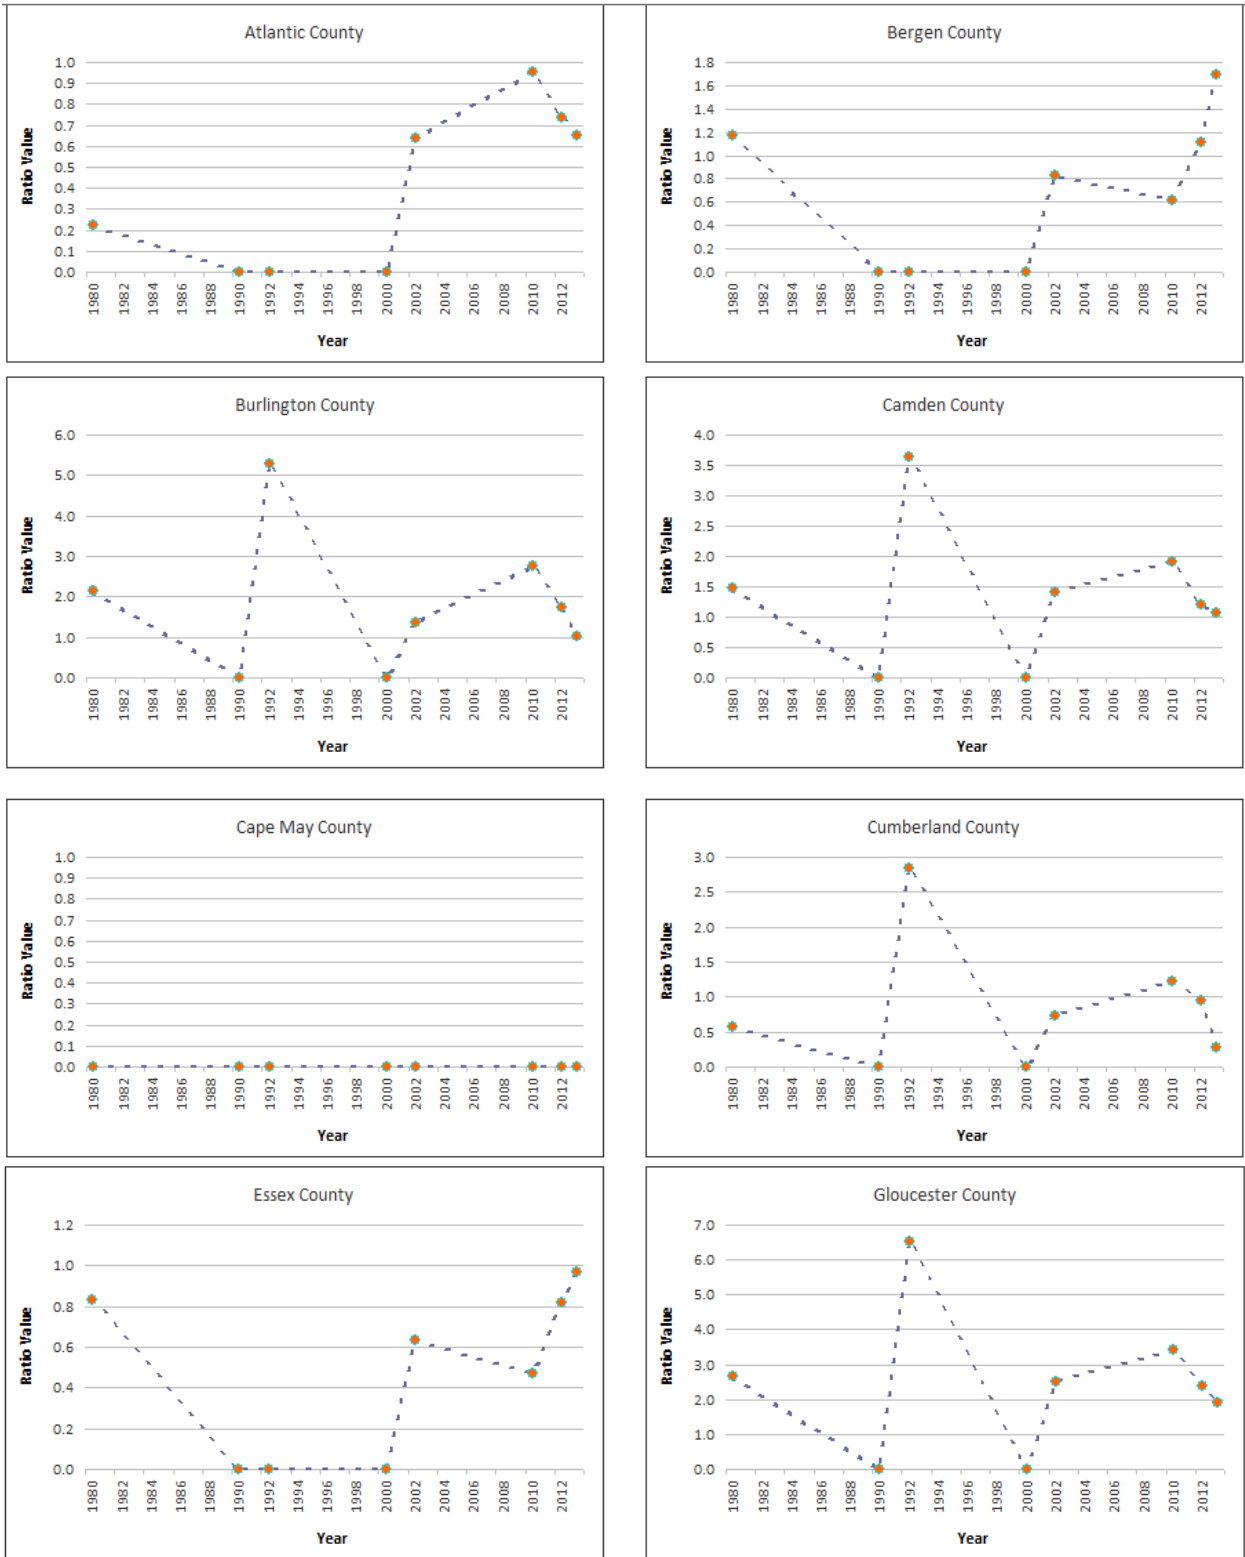 Atlantic County
1.0
0.9
0.8
0.7
0.6
0.5
0.4
0.3
0.2
0.1
0.0
Ratio Value
1980 1982 1984 1986 1988 1990 1992 1994 1996 1998 2000 2002 2004 2006 2008 2010 2012
Year
Bergen County
1.8
1.6
1.4
1.2
1.0
0.8
0.6
0.4
0.2
0.0
Ratio Value
1980 1982 1984 1986 1988 1990 1992 1994 1996 1998 2000 2002 2004 2006 2008 2010 2012
Year
Burlington County
6.0
5.0
4.0
3.0
2.0
1.0
0.0
Ratio Value
1980 1982 1984 1986 1988 1990 1992 1994 1996 1998 2000 2002 2004 2006 2008 2010 2012
Year
Camden County
4.0
3.5
3.0
2.5
2.0
1.5
1.0
0.5
0.0
Ratio Value
1980 1982 1984 1986 1988 1990 1992 1994 1996 1998 2000 2002 2004 2006 2008 2010 2012
Year
Cape May County
1.0
0.9
0.8
0.7
0.6
0.5
0.4
0.3
0.2
0.1
0.0
Ratio Value
1980 1982 1984 1986 1988 1990 1992 1994 1996 1998 2000 2002 2004 2006 2008 2010 2012
Year
Cumberland County
3.0
2.5
2.0
1.5
1.0
0.5
0.0
Ratio Value
1980 1982 1984 1986 1988 1990 1992 1994 1996 1998 2000 2002 2004 2006 2008 2010 2012
Year
Essex County
1.2
1.0
0.8
0.6
0.4
0.2
0.0
Ratio Value
1980 1982 1984 1986 1988 1990 1992 1994 1996 1998 2000 2002 2004 2006 2008 2010 2012
Year
Gloucester County
7.0
6.0
5.0
4.0
3.0
2.0
1.0
0.0
Ratio Value
1980 1982 1984 1986 1988 1990 1992 1994 1996 1998 2000 2002 2004 2006 2008 2010 2012
Year